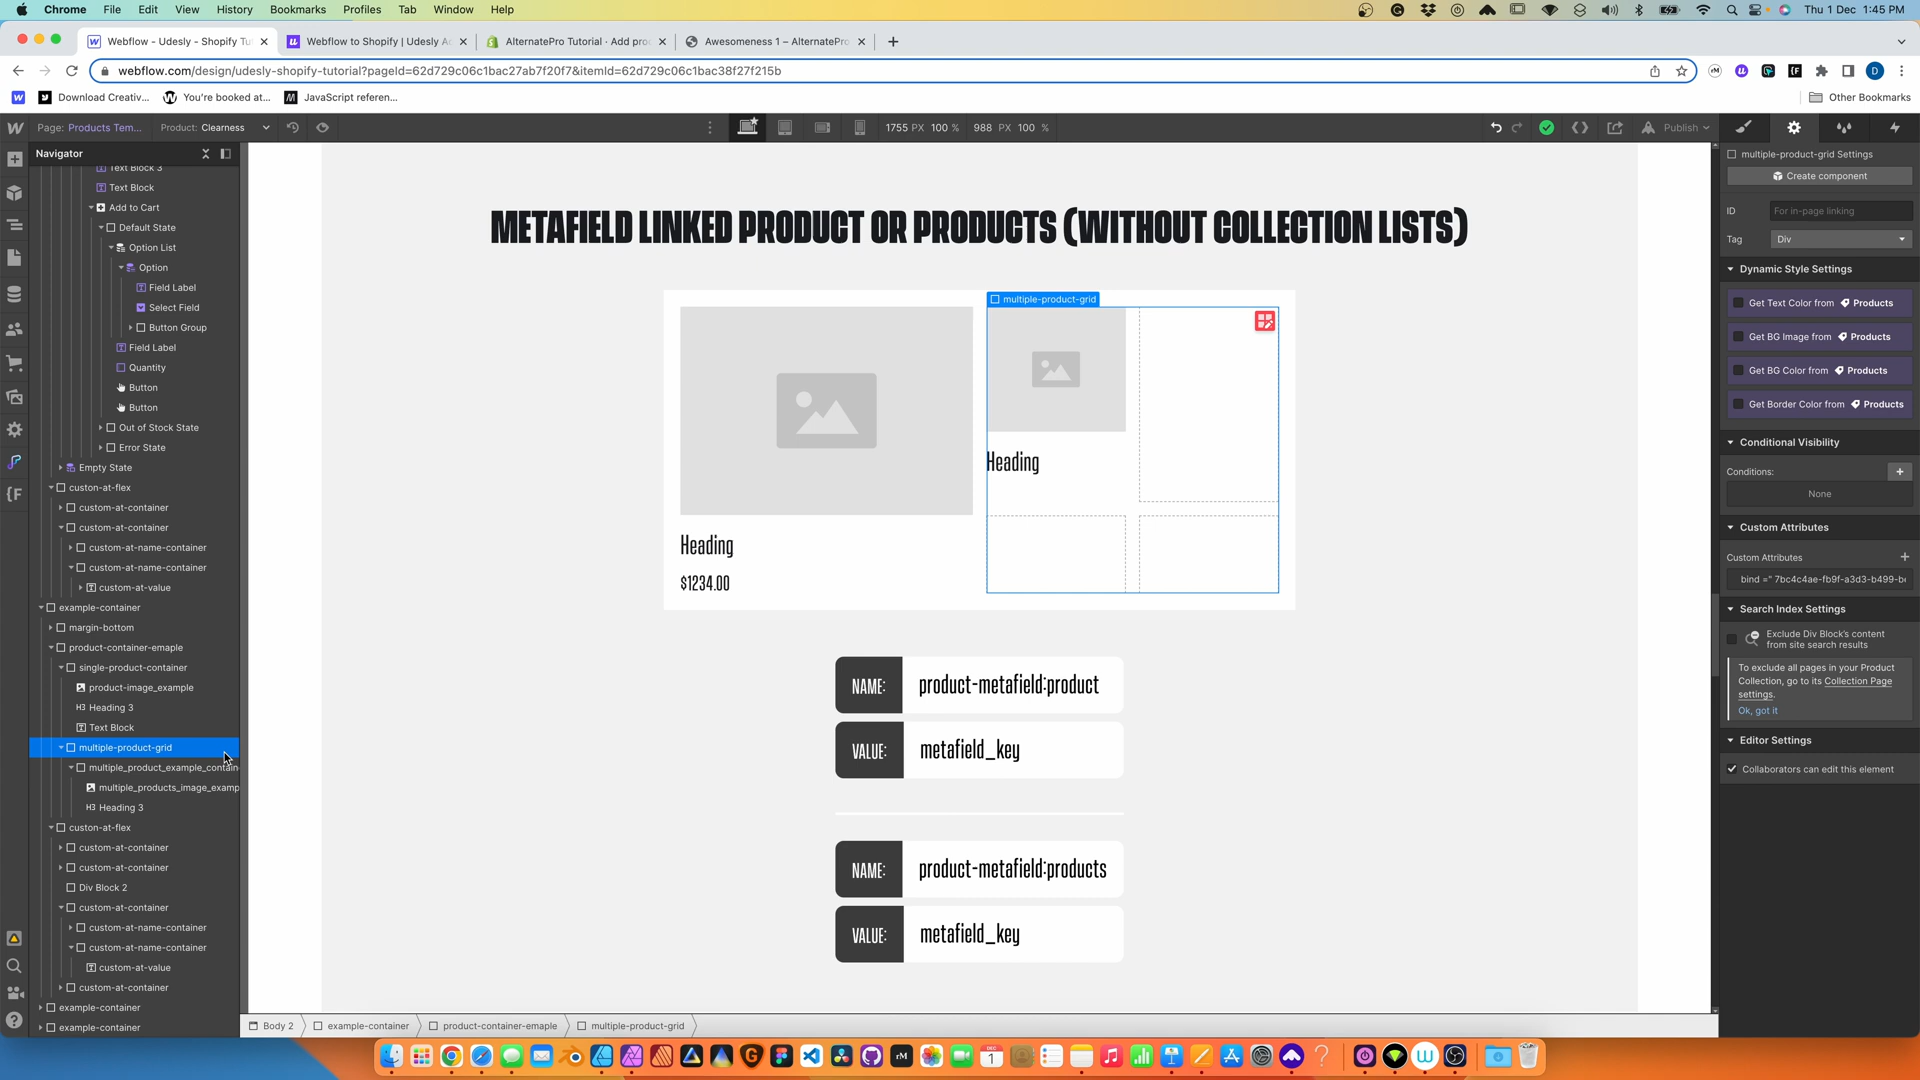 Chrome File Edit View History Bookmarks Profiles Tab Window Help Thu 1 Dec 1:45 PM
Webflow - Udesly - Shopify Tu Webflow to Shopify | Udesly A AlternatePro Tutorial · Add pro Awesomeness 1 – AlternatePr
webflow.com/design/udesly-shopify-tutorial?pageId=62d729c06c1bac27ab7f20f7&itemId=62d729c06c1bac38f27f215b
Download Creativ... You're booked at... JavaScript referen... Other Bookmarks
Page: Products Tem... Product: Clearness 1755 PX 100 % 988 PX 100 % Publish
Navigator
Text Block 3
Text Block
Add to Cart
Default State
Option List
Option
Field Label
Select Field
Button Group
Field Label
Quantity
Button
Button
Out of Stock State
Error State
Empty State
custon-at-flex
custom-at-container
custom-at-container
custom-at-name-container
custom-at-name-container
custom-at-value
example-container
margin-bottom
product-container-emaple
single-product-container
product-image_example
H3 Heading 3
Text Block
multiple-product-grid
multiple_product_example_contain
multiple_products_image_examp
H3 Heading 3
custon-at-flex
custom-at-container
custom-at-container
Div Block 2
custom-at-container
custom-at-name-container
custom-at-name-container
custom-at-value
custom-at-container
example-container
example-container
METAFIELD LINKED PRODUCT OR PRODUCTS (WITHOUT COLLECTION LISTS)
multiple-product-grid
Heading
Heading
$1234.00
NAME: product-metafield:product
VALUE: metafield_key
NAME: product-metafield:products
VALUE: metafield_key
Body 2 example-container product-container-emaple multiple-product-grid
multiple-product-grid Settings
Create component
ID For in-page linking
Tag Div
Dynamic Style Settings
Get Text Color from Products
Get BG Image from Products
Get BG Color from Products
Get Border Color from Products
Conditional Visibility
Conditions:
None
Custom Attributes
Custom Attributes
bind =" 7bc4c4ae-fb9f-a3d3-b499-b
Search Index Settings
Exclude Div Block's content
from site search results
To exclude all pages in your Product
Collection, go to its Collection Page
settings.
Ok, got it
Editor Settings
Collaborators can edit this element